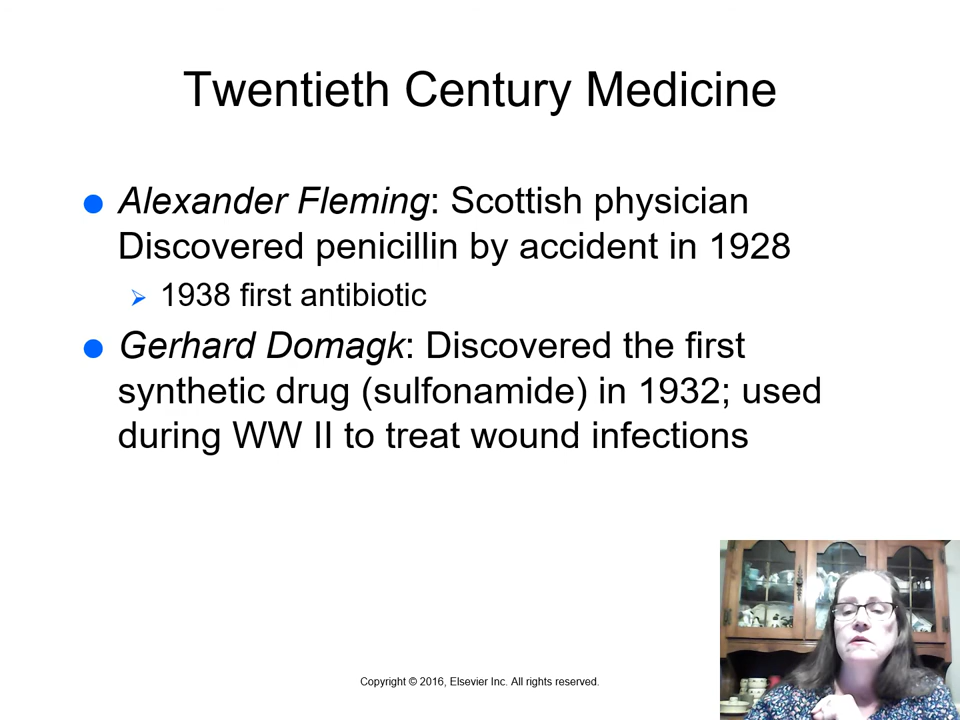 Twentieth Century Medicine
Alexander Fleming: Scottish physician
Discovered penicillin by accident in 1928
1938 first antibiotic
Gerhard Domagk: Discovered the first
synthetic drug (sulfonamide) in 1932; used
during WW II to treat wound infections
Copyright © 2016, Elsevier Inc. All rights reserved.